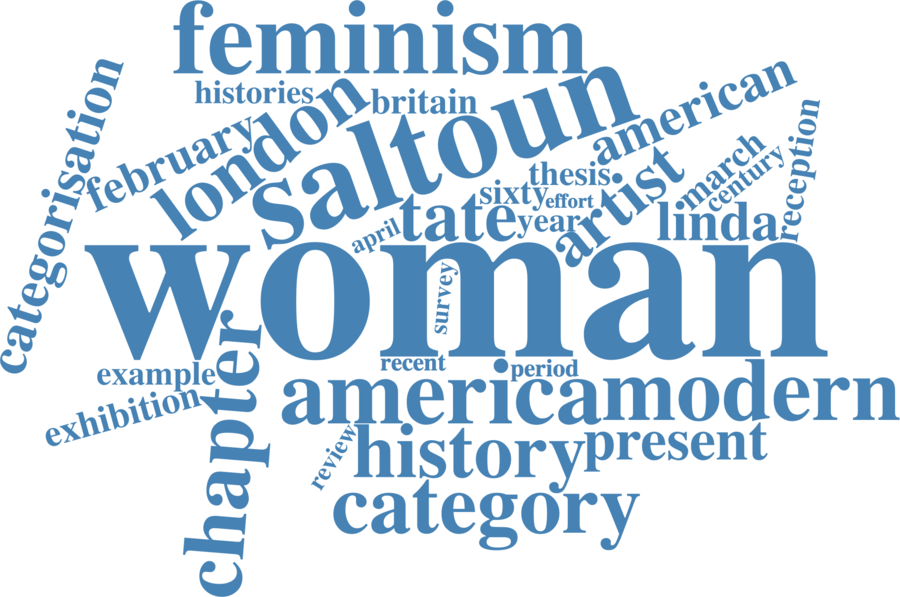 feminism
histories
britain
categorisation
february
london
saltoun
american
thesis
sixty
effort
march
century
reception
april
tate
year
artist
linda
woman
survey
recent
period
example
exhibition
chapter
america
modern
review
history
present
category